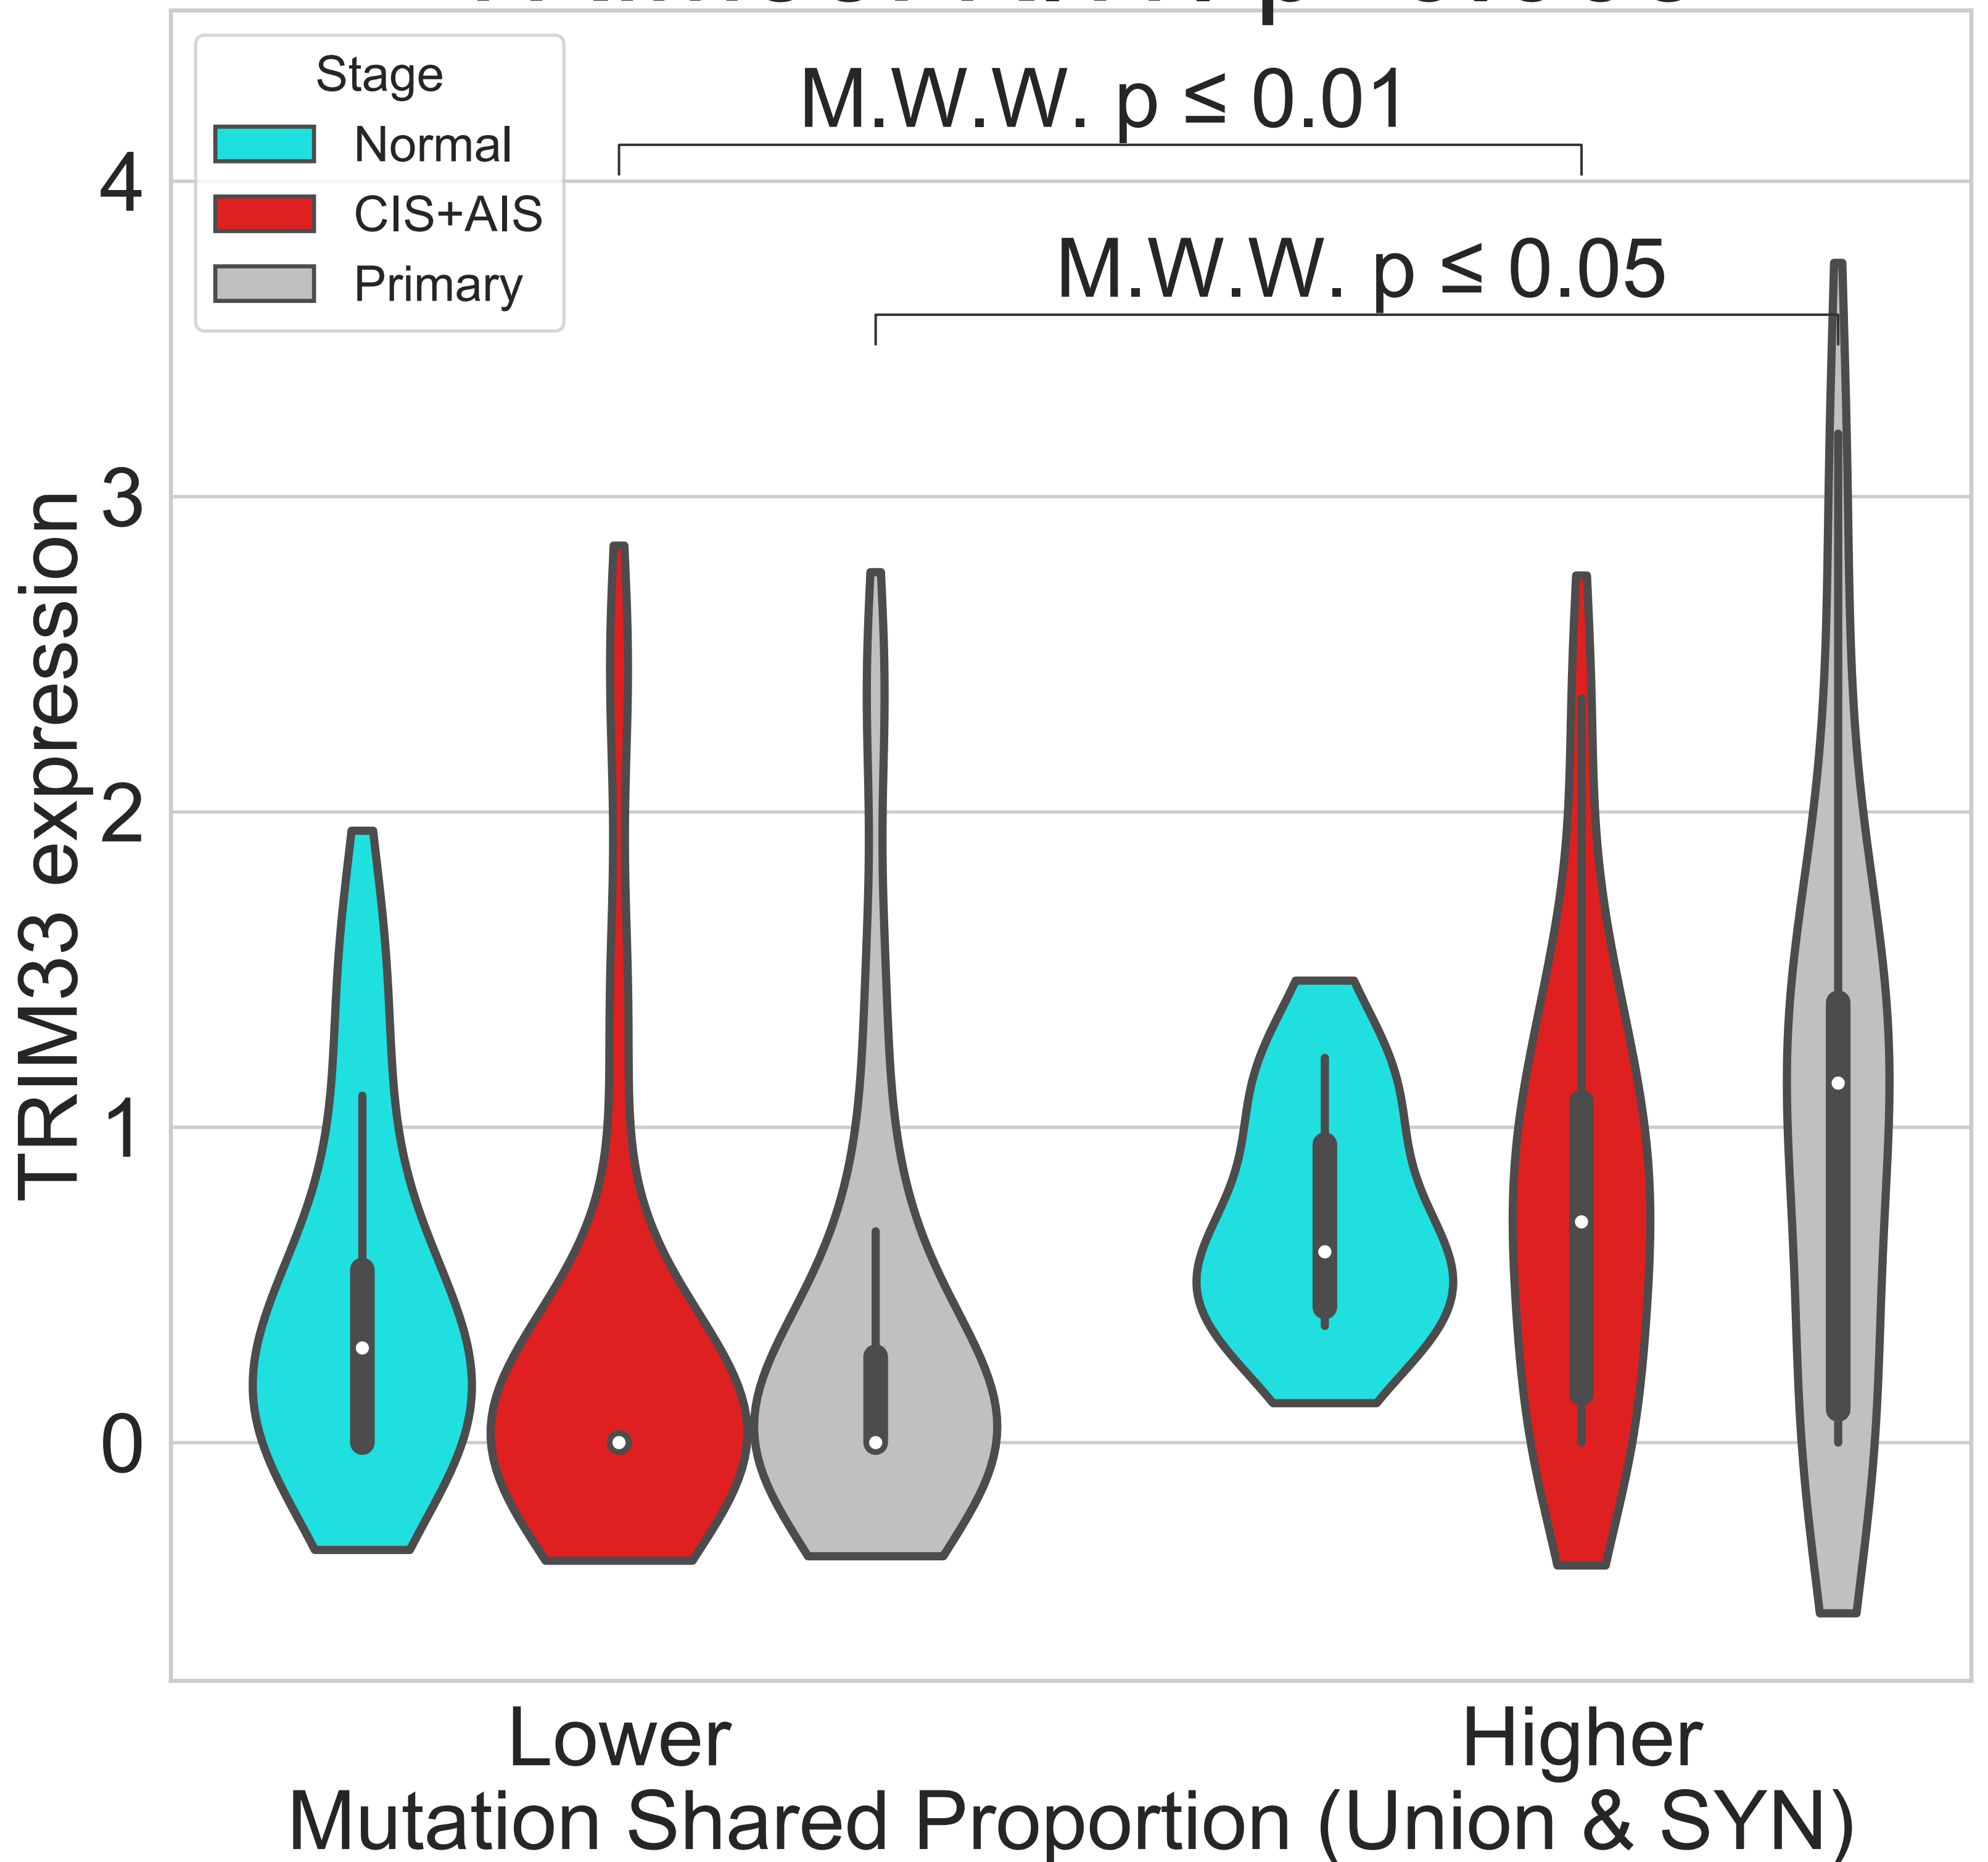 M.W.W. p ≤ 0.01
Stage
Normal
CIS+AIS
Primary
M.W.W. p ≤ 0.05
4
3
2
1
0
TRIM33 expression
Lower
Higher
Mutation Shared Proportion (Union & SYN)